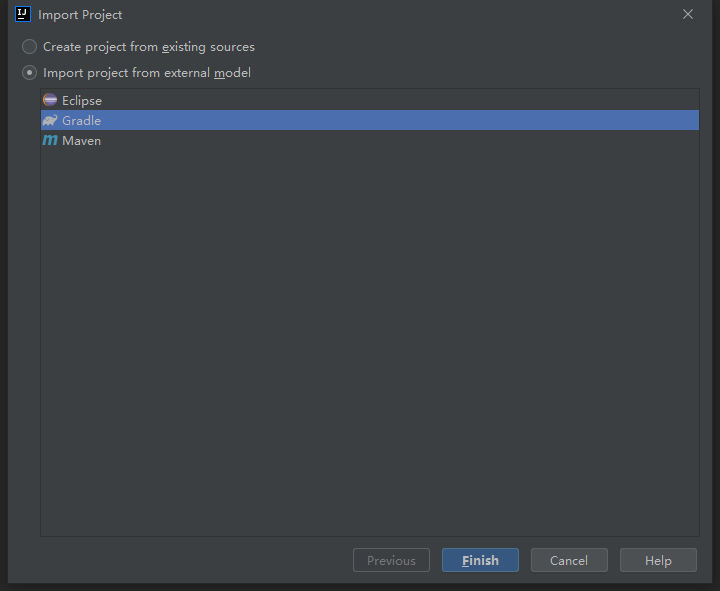 IJ
Import Project
Create project from existing sources
Import project from external model
Eclipse
Gradle
m Maven
Previous
Finish
Cancel
Help